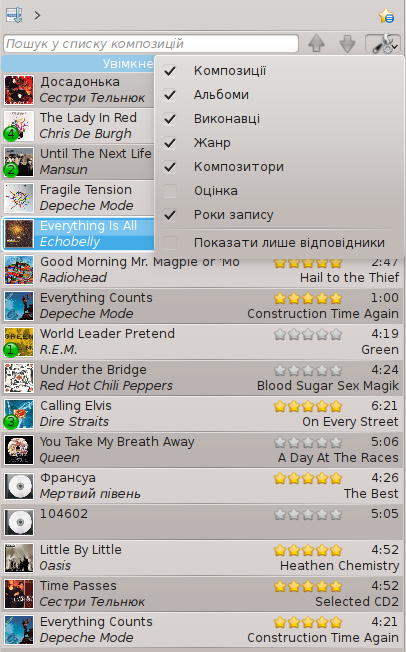 Пошук у списку композицій
Увімкне
Композиції
Альбоми
Виконавці
Жанр
Композитори
Оцінка
Роки запису
Показати лише відповідники
Досадонька
Сестри Тельнюк
The Lady In Red
4
Chris De Burgh
Until The Next Life
2
Mansun
Fragile Tension
Depeche Mode
Everything Is All
Echobelly
Good Morning Mr. Magpie or 'Mo 2:47
Radiohead Hail to the Thief
Everything Counts 1:00
Depeche Mode Construction Time Again
World Leader Pretend 4:19
1
R.E.M. Green
Under the Bridge 4:24
Red Hot Chili Peppers Blood Sugar Sex Magik
Calling Elvis 6:21
3
Dire Straits On Every Street
You Take My Breath Away 5:06
Queen A Day At The Races
Франсуа 4:26
Мертвий півень The Best
104602 5:05
Little By Little 4:52
Oasis Heathen Chemistry
Time Passes 4:52
Сестри Тельнюк Selected CD2
Everything Counts 4:21
Depeche Mode Construction Time Again